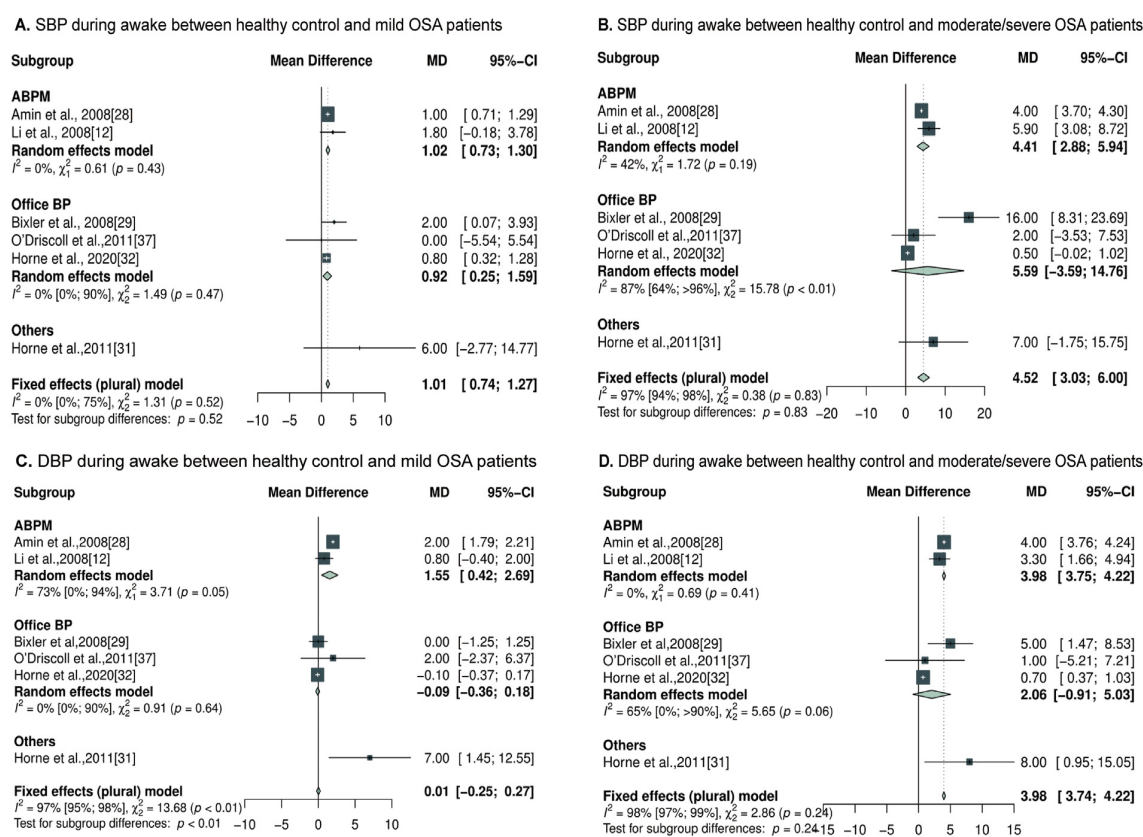 A. SBP during awake between healthy control and mild OSA patients
Subgroup Mean Difference MD 95%−CI
ABPM
Amin et al., 2008[28] 1.00 [ 0.71; 1.29]
Li et al., 2008[12] 1.80 [−0.18; 3.78]
Random effects model 1.02 [ 0.73; 1.30]
I² = 0%, χ²₁ = 0.61 (p = 0.43)
Office BP
Bixler et al., 2008[29] 2.00 [ 0.07; 3.93]
O'Driscoll et al.,2011[37] 0.00 [−5.54; 5.54]
Horne et al., 2020[32] 0.80 [ 0.32; 1.28]
Random effects model 0.92 [ 0.25; 1.59]
I² = 0% [0%; 90%], χ²₂ = 1.49 (p = 0.47)
Others
Horne et al.,2011[31] 6.00 [−2.77; 14.77]
Fixed effects (plural) model 1.01 [ 0.74; 1.27]
I² = 0% [0%; 75%], χ²₂ = 1.31 (p = 0.52)
Test for subgroup differences: p = 0.52
−10 −5 0 5 10
B. SBP during awake between healthy control and moderate/severe OSA patients
Subgroup Mean Difference MD 95%−CI
ABPM
Amin et al., 2008[28] 4.00 [ 3.70; 4.30]
Li et al., 2008[12] 5.90 [ 3.08; 8.72]
Random effects model 4.41 [ 2.88; 5.94]
I² = 42%, χ²₁ = 1.72 (p = 0.19)
Office BP
Bixler et al., 2008[29] 16.00 [ 8.31; 23.69]
O'Driscoll et al.,2011[37] 2.00 [−3.53; 7.53]
Horne et al., 2020[32] 0.50 [−0.02; 1.02]
Random effects model 5.59 [−3.59; 14.76]
I² = 87% [64%; >96%], χ²₂ = 15.78 (p < 0.01)
Others
Horne et al.,2011[31] 7.00 [−1.75; 15.75]
Fixed effects (plural) model 4.52 [ 3.03; 6.00]
I² = 97% [94%; 98%], χ²₂ = 0.38 (p = 0.83)
Test for subgroup differences: p = 0.83
−20 −10 0 10 20
C. DBP during awake between healthy control and mild OSA patients
Subgroup Mean Difference MD 95%−CI
ABPM
Amin et al.,2008[28] 2.00 [ 1.79; 2.21]
Li et al.,2008[12] 0.80 [−0.40; 2.00]
Random effects model 1.55 [ 0.42; 2.69]
I² = 73% [0%; 94%], χ²₁ = 3.71 (p = 0.05)
Office BP
Bixler et al,2008[29] 0.00 [−1.25; 1.25]
O'Driscoll et al.,2011[37] 2.00 [−2.37; 6.37]
Horne et al.,2020[32] −0.10 [−0.37; 0.17]
Random effects model −0.09 [−0.36; 0.18]
I² = 0% [0%; 90%], χ²₂ = 0.91 (p = 0.64)
Others
Horne et al.,2011[31] 7.00 [ 1.45; 12.55]
Fixed effects (plural) model 0.01 [−0.25; 0.27]
I² = 97% [95%; 98%], χ²₂ = 13.68 (p < 0.01)
Test for subgroup differences: p < 0.01
−10 −5 0 5 10
D. DBP during awake between healthy control and moderate/severe OSA patients
Subgroup Mean Difference MD 95%−CI
ABPM
Amin et al.,2008[28] 4.00 [ 3.76; 4.24]
Li et al.,2008[12] 3.30 [ 1.66; 4.94]
Random effects model 3.98 [ 3.75; 4.22]
I² = 0%, χ²₁ = 0.69 (p = 0.41)
Office BP
Bixler et al,2008[29] 5.00 [ 1.47; 8.53]
O'Driscoll et al.,2011[37] 1.00 [−5.21; 7.21]
Horne et al.,2020[32] 0.70 [ 0.37; 1.03]
Random effects model 2.06 [−0.91; 5.03]
I² = 65% [0%; >90%], χ²₂ = 5.65 (p = 0.06)
Others
Horne et al.,2011[31] 8.00 [ 0.95; 15.05]
Fixed effects (plural) model 3.98 [ 3.74; 4.22]
I² = 98% [97%; 99%], χ²₂ = 2.86 (p = 0.24)
Test for subgroup differences: p = 0.24
−15 −10 −5 0 5 10 15